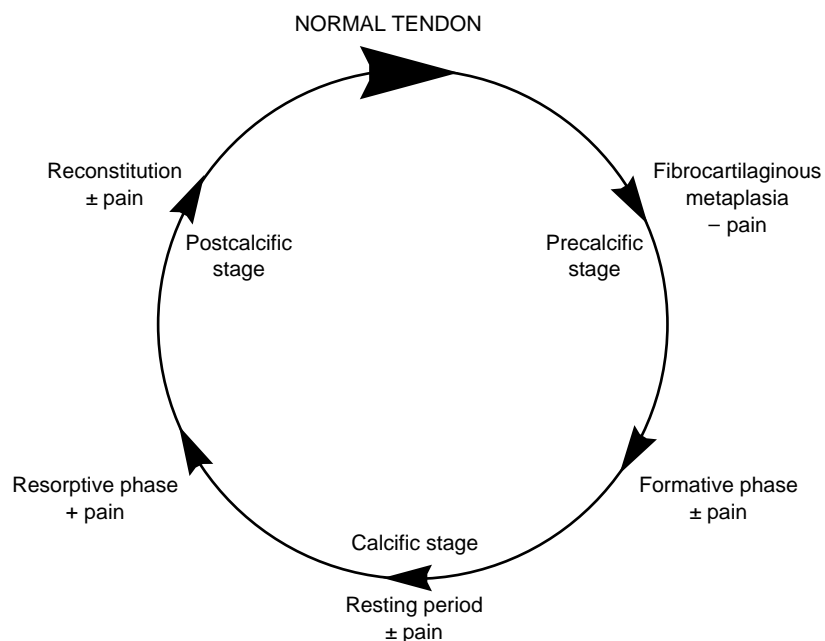 NORMAL TENDON
Fibrocartilaginous
metaplasia
– pain
Precalcific
stage
Formative phase
± pain
Calcific stage
Resting period
± pain
Resorptive phase
+ pain
Reconstitution
± pain
Postcalcific
stage